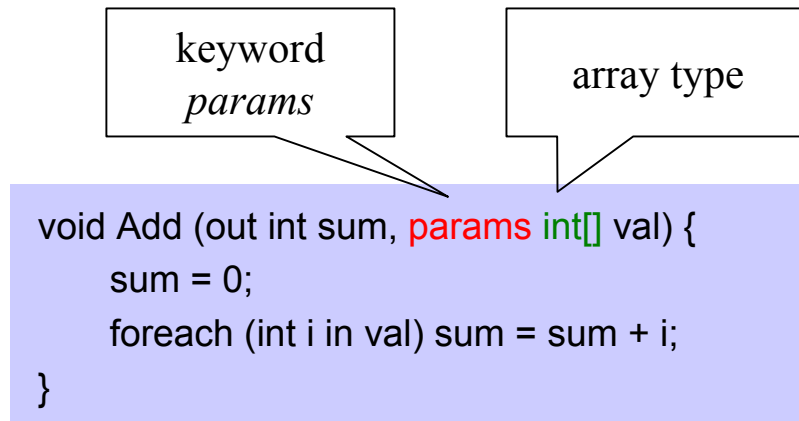 keyword
params
array type
void Add (out int sum, params int[] val) {
sum = 0;
foreach (int i in val) sum = sum + i;
}